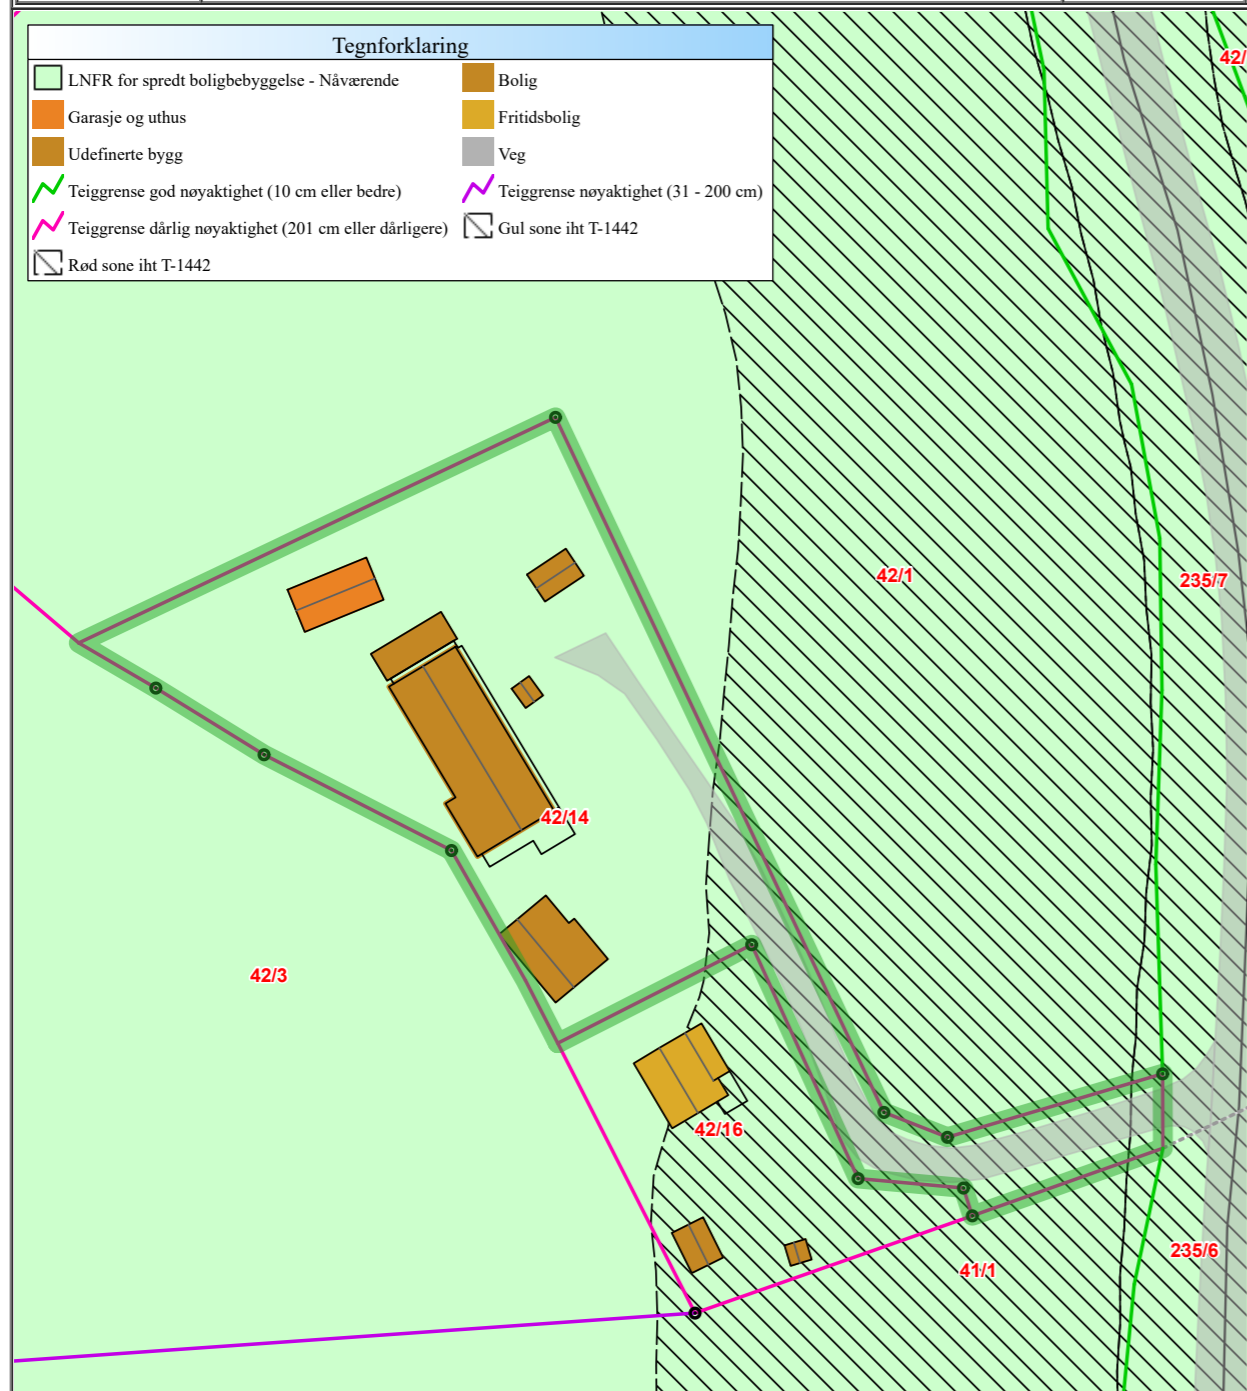 Tegnforklaring
LNFR for spredt boligbebyggelse - Nåværende
Bolig
Garasje og uthus
Fritidsbolig
Udefinerte bygg
Veg
Teiggrense god nøyaktighet (10 cm eller bedre)
Teiggrense nøyaktighet (31 - 200 cm)
Teiggrense dårlig nøyaktighet (201 cm eller dårligere)
Gul sone iht T-1442
Rød sone iht T-1442
42/
42/1
235/7
42/14
42/3
42/16
235/6
41/1